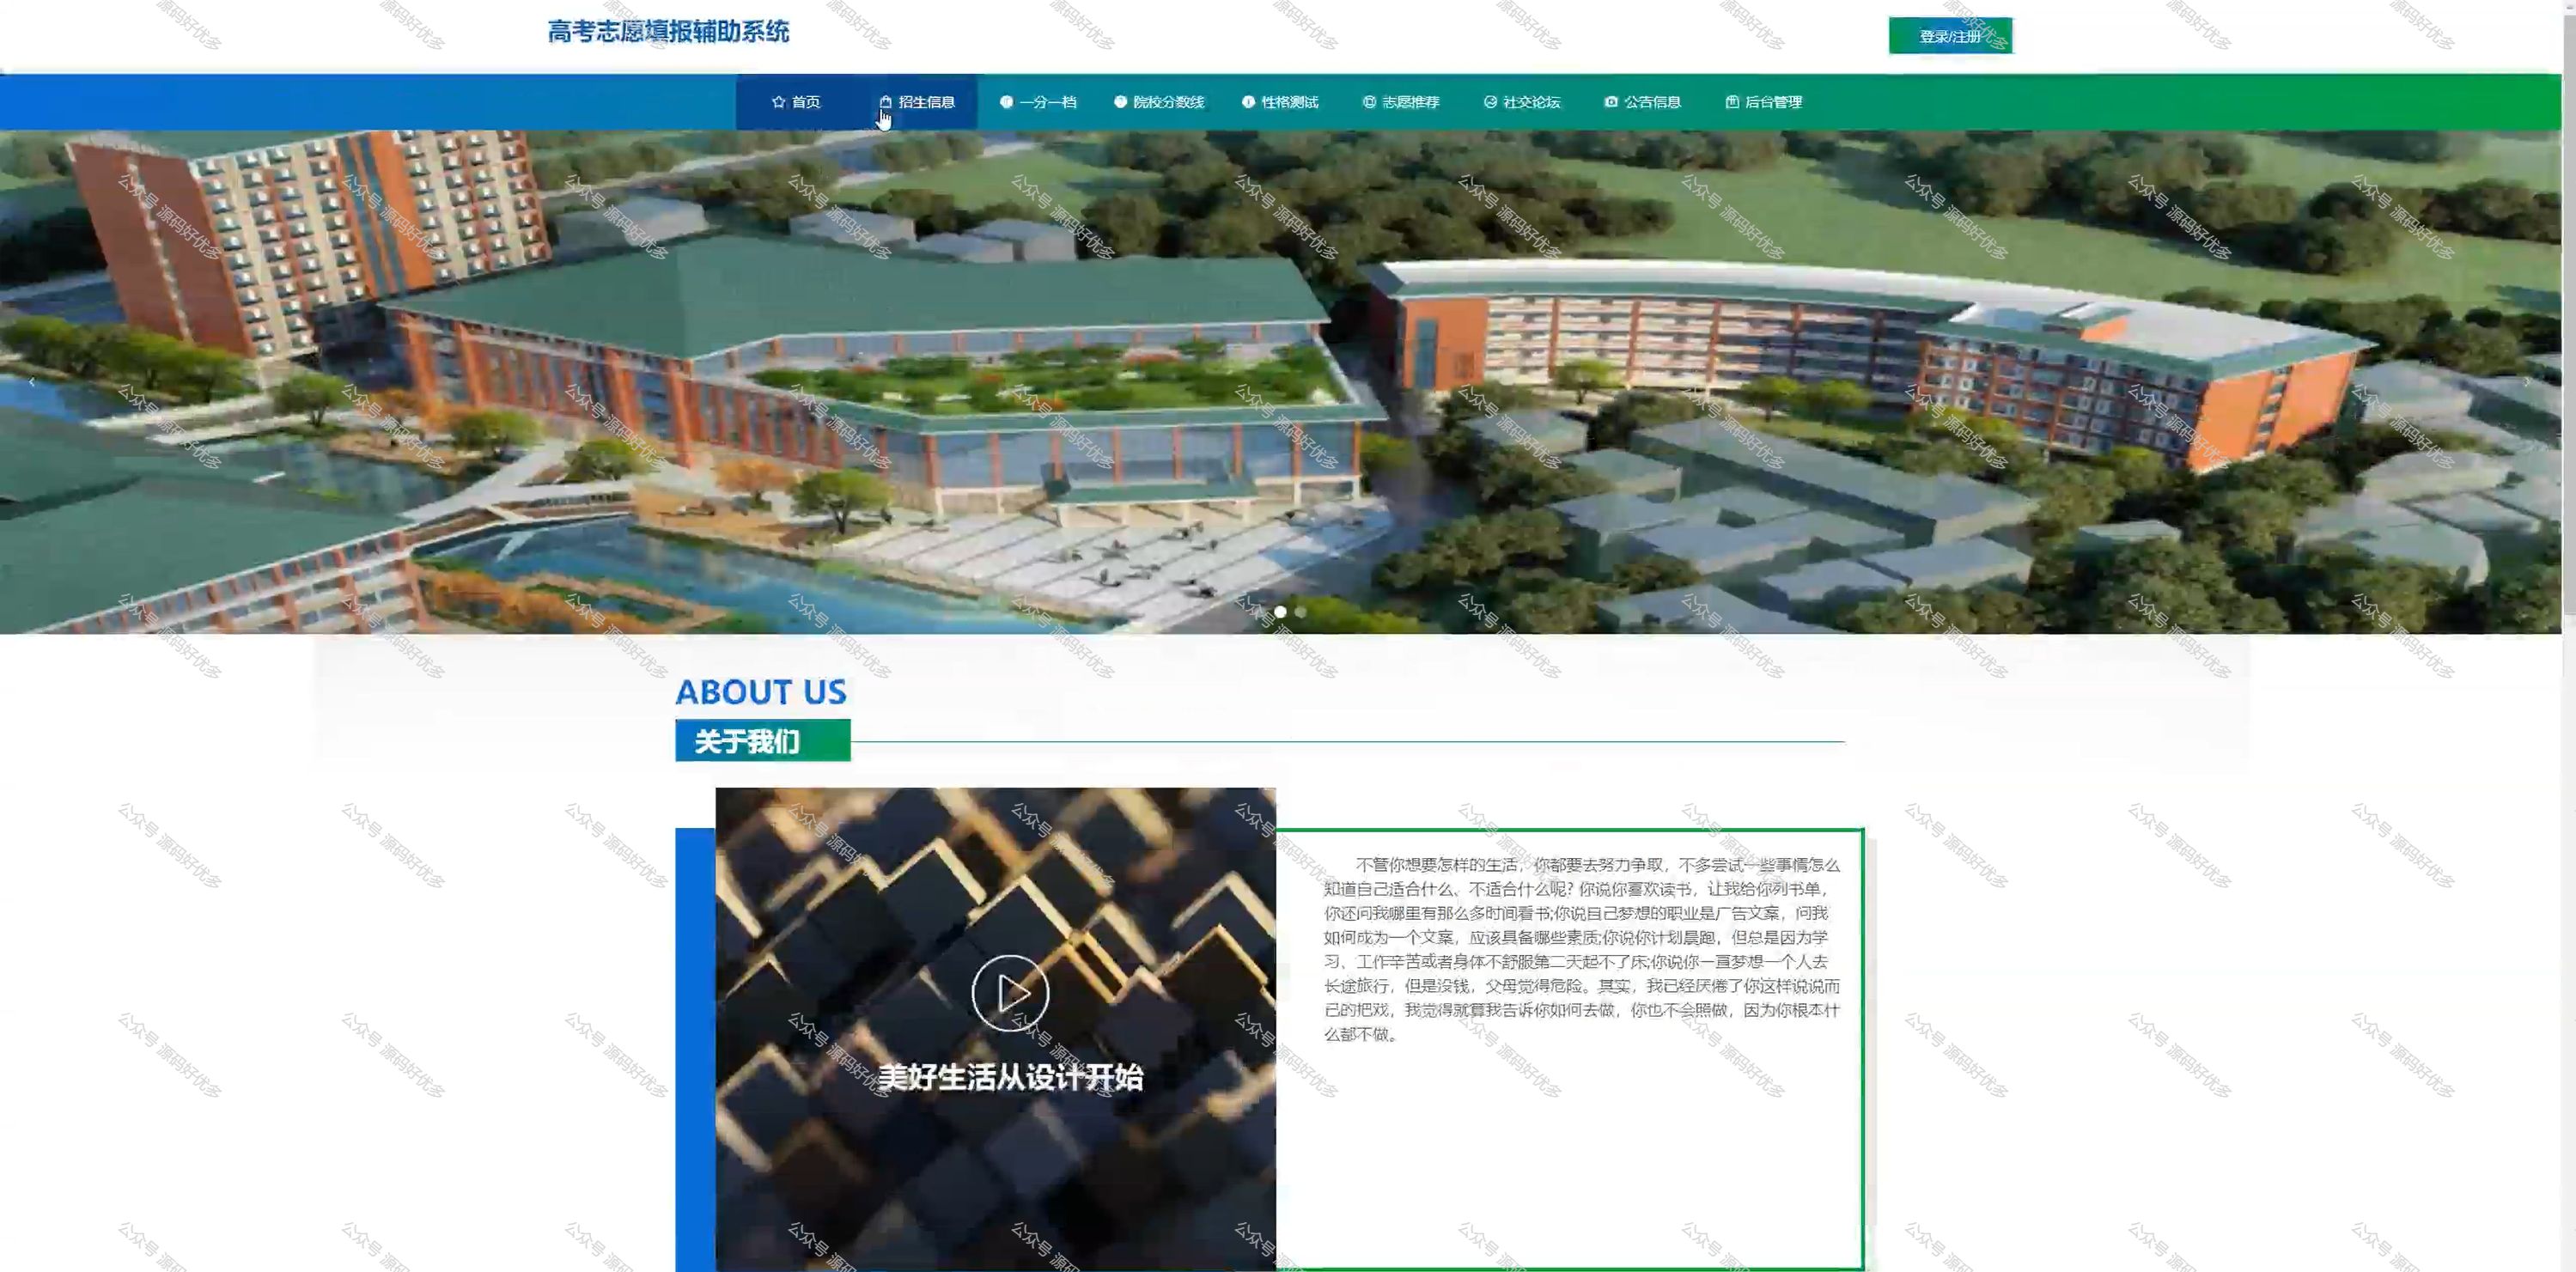 高考志愿填报辅助系统
登录/注册
首页 招生信息 一分一档 院校分数线 性格测试 志愿推荐 社交论坛 公告信息 后台管理
ABOUT US
关于我们
不管你想要怎样的生活，你都要去努力争取，不多尝试一些事情怎么
知道自己适合什么、不适合什么呢? 你说你喜欢读书，让我给你列书单，
你还问我哪里有那么多时间看书;你说自己梦想的职业是广告文案，问我
如何成为一个文案，应该具备哪些素质;你说你计划晨跑，但总是因为学
习、工作辛苦或者身体不舒服第二天起不了床;你说你一直梦想一个人去
长途旅行，但是没钱，父母觉得危险。其实，我已经厌倦了你这样说说而
已的把戏，我觉得就算我告诉你如何去做，你也不会照做，因为你根本什
么都不做。
美好生活从设计开始
公众号 源码好优多